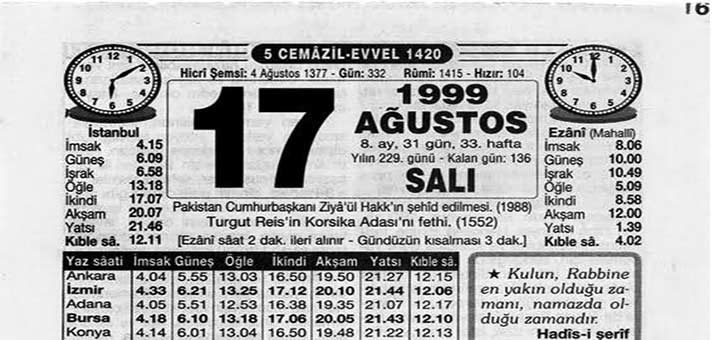 16
5 CEMÂZİL-EVVEL 1420
Hicrî Şemsî: 4 Ağustos 1377 - Gün: 332 Rûmî: 1415 - Hızır: 104
17
1999
AĞUSTOS
8. ay, 31 gün, 33. hafta
Yılın 229. günü - Kalan gün: 136
SALI
Pakistan Cumhurbaşkanı Ziyâ'ül Hakk'ın şehîd edilmesi. (1988)
Turgut Reis'in Korsika Adası'nı fethi. (1552)
[Ezânî sâat 2 dak. ileri alınır - Gündüzün kısalması 3 dak.]
İstanbul
İmsak 4.15
Güneş 6.09
İşrak 6.58
Öğle 13.18
İkindi 17.07
Akşam 20.07
Yatsı 21.46
Kıble sâ. 12.11
Ezânî (Mahallî)
İmsak 8.06
Güneş 10.00
İşrak 10.49
Öğle 5.09
İkindi 8.58
Akşam 12.00
Yatsı 1.39
Kıble sâ. 4.02
Yaz sâati İmsak Güneş Öğle İkindi Akşam Yatsı Kıble sâ.
Ankara 4.04 5.55 13.03 16.50 19.50 21.27 12.15
İzmir 4.33 6.21 13.25 17.12 20.10 21.44 12.06
Adana 4.05 5.51 12.53 16.38 19.35 21.07 12.17
Bursa 4.18 6.10 13.18 17.06 20.05 21.43 12.10
Konya 4.14 6.01 13.04 16.50 19.48 21.22 12.13
★ Kulun, Rabbine
en yakın olduğu za-
manı, namazda ol-
duğu zamandır.
Hadîs-i şerîf